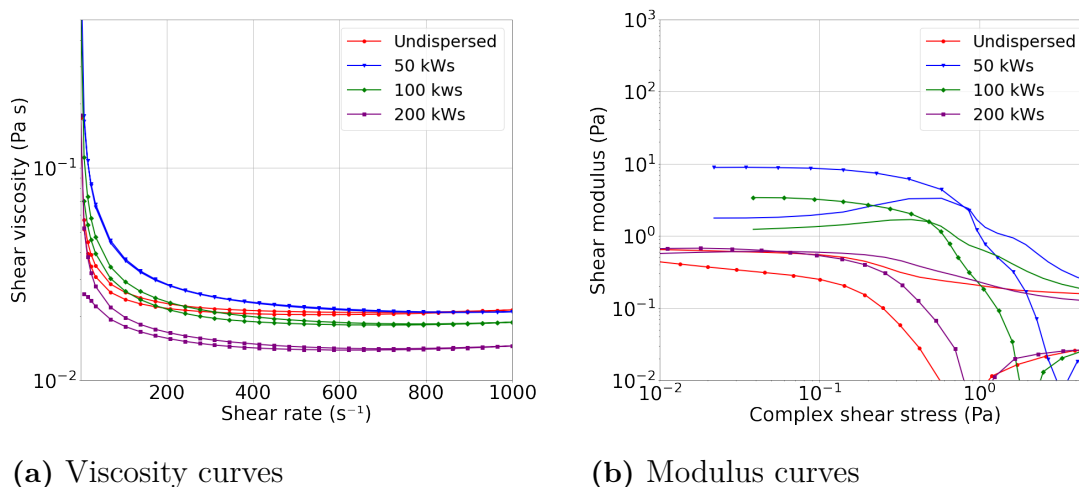 Shear viscosity (Pa s)
10⁻¹
10⁻²
200
400
600
800
1000
Shear rate (s⁻¹)
Undispersed
50 kWs
100 kws
200 kWs
(a) Viscosity curves
Shear modulus (Pa)
10³
10²
10¹
10⁰
10⁻¹
10⁻²
10⁻²
10⁻¹
10⁰
Complex shear stress (Pa)
Undispersed
50 kWs
100 kWs
200 kWs
(b) Modulus curves